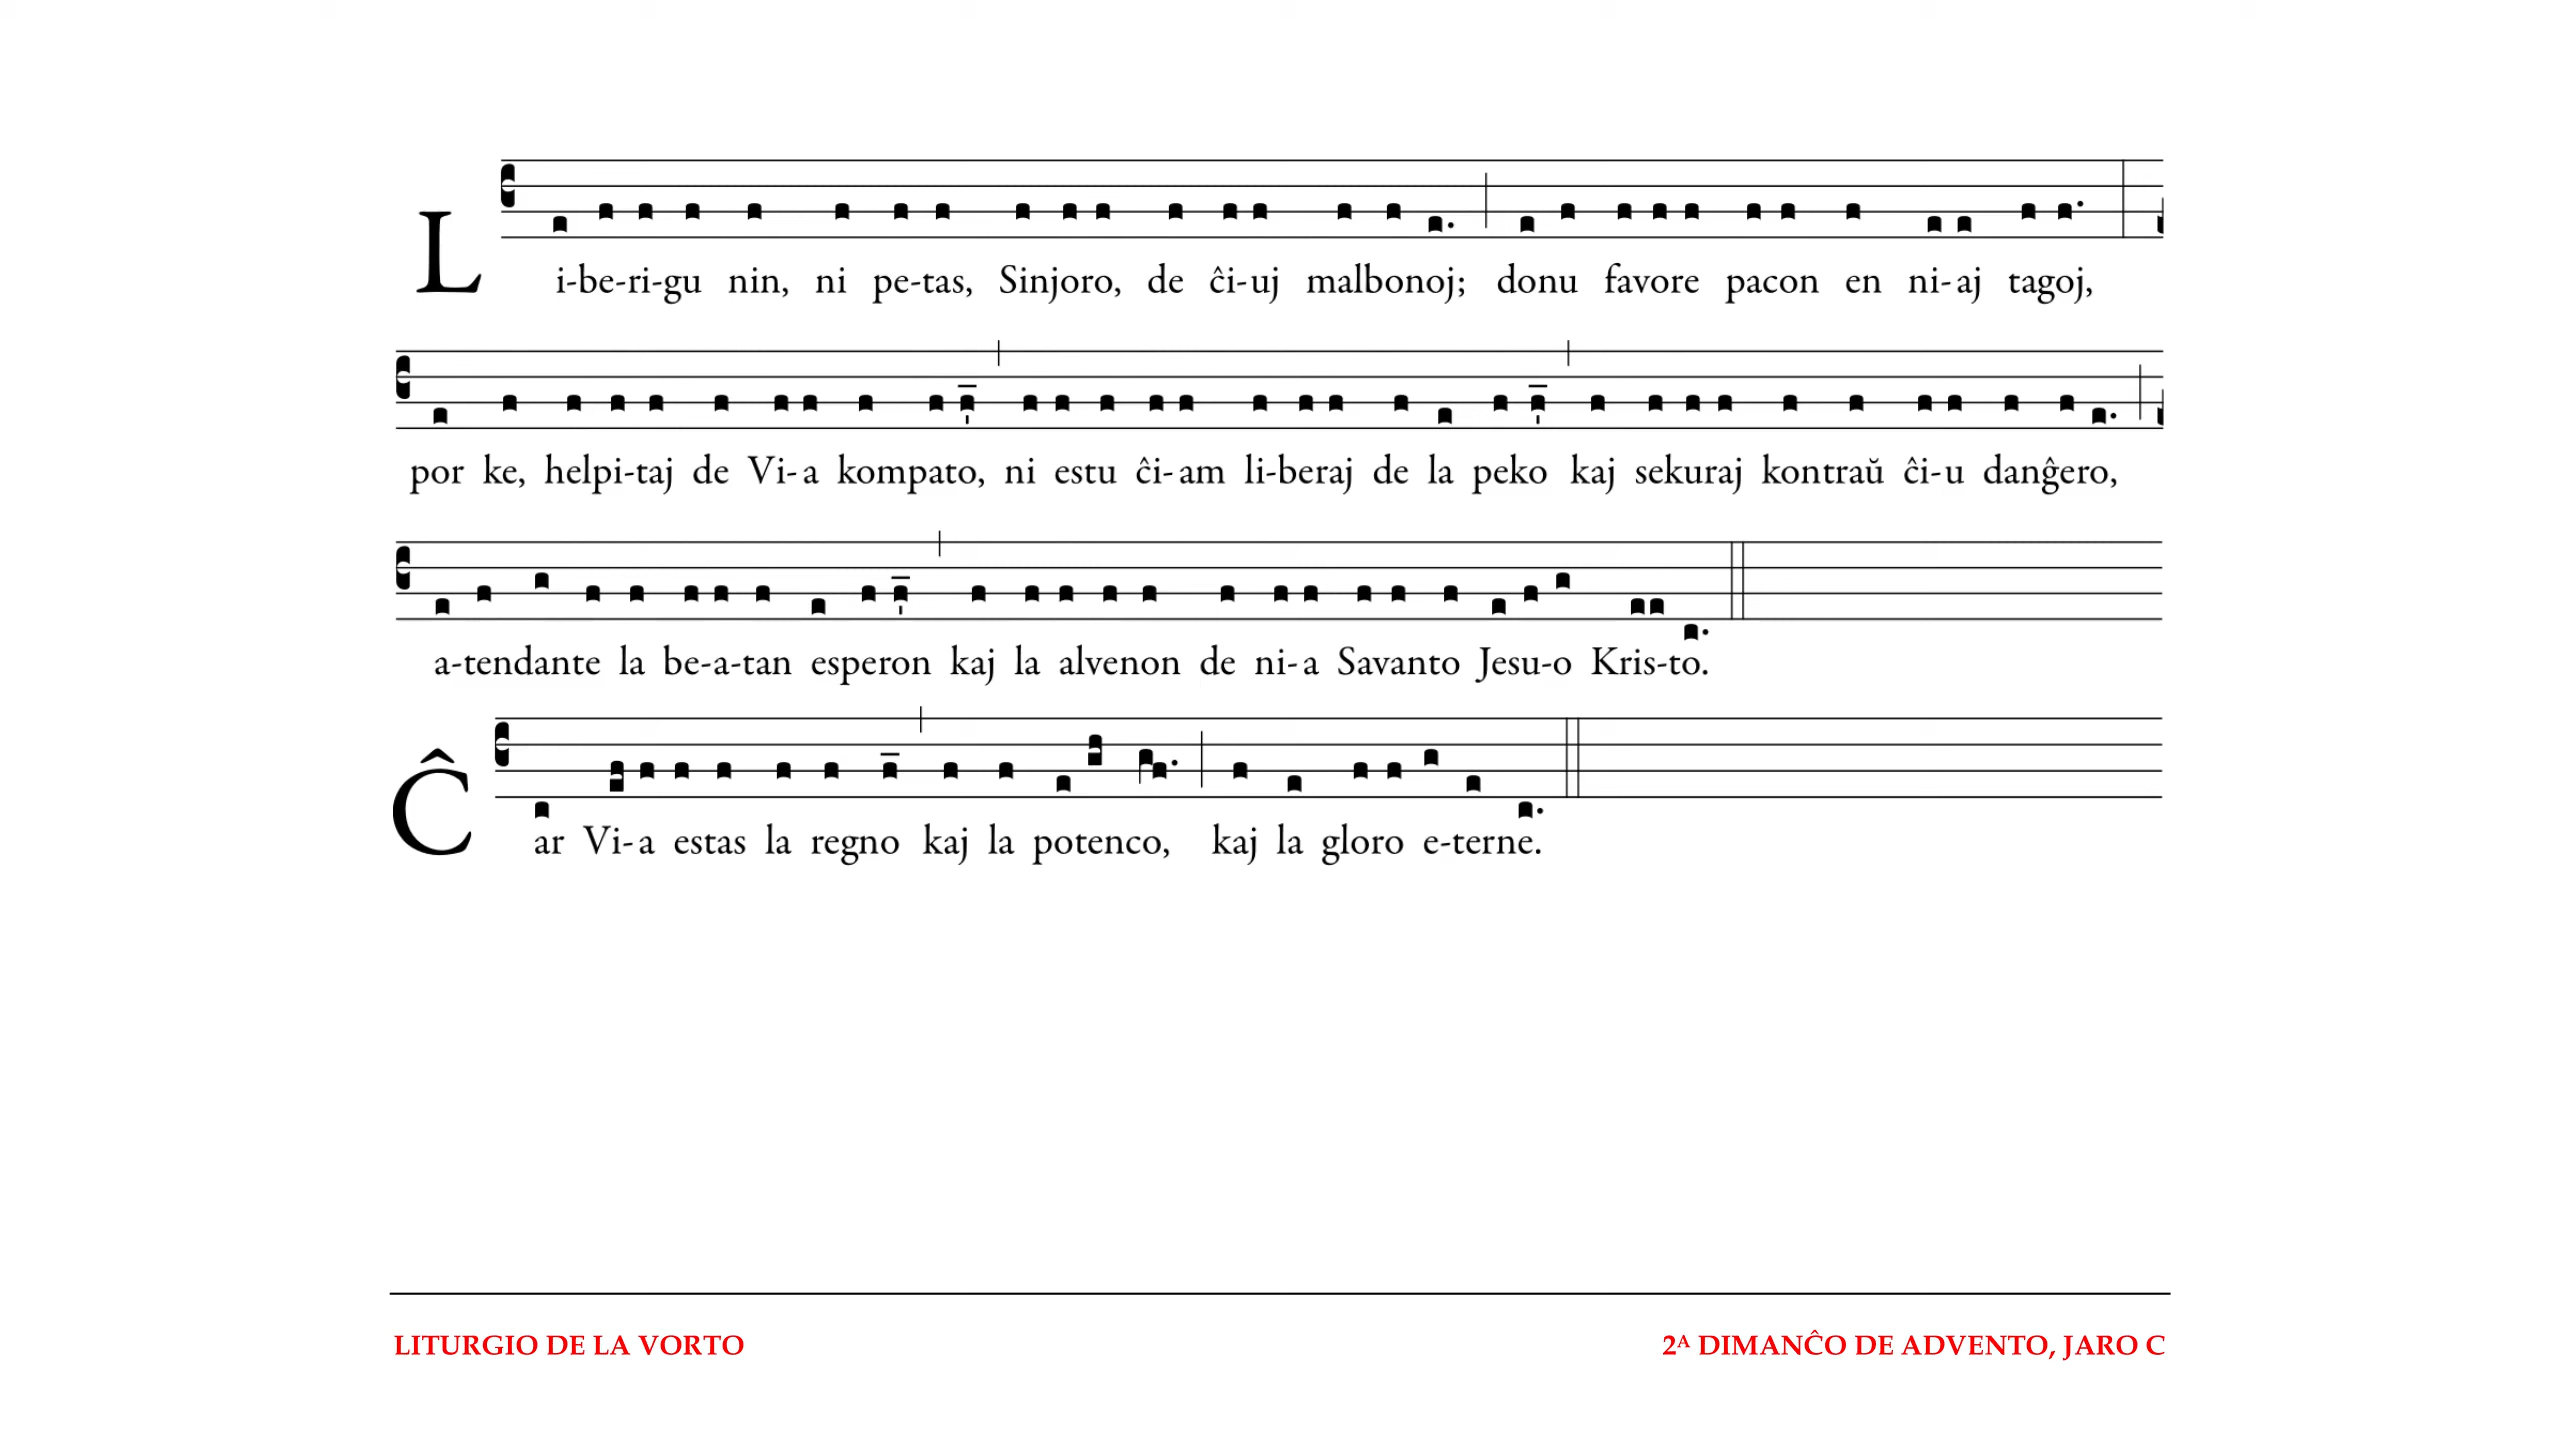 Li-be-ri-gu nin, ni pe-tas, Sinjoro, de ĉi-uj malbonoj; donu favore pacon en ni-aj tagoj,
por ke, helpi-taj de Vi-a kompato, ni estu ĉi-am li-beraj de la peko kaj sekuraj kontraŭ ĉi-u danĝero,
a-tendante la be-a-tan esperon kaj la alvenon de ni-a Savanto Jesu-o Kris-to.
Ĉar Vi-a estas la regno kaj la potenco, kaj la gloro e-terne.
LITURGIO DE LA VORTO
2ᴬ DIMANĈO DE ADVENTO, JARO C